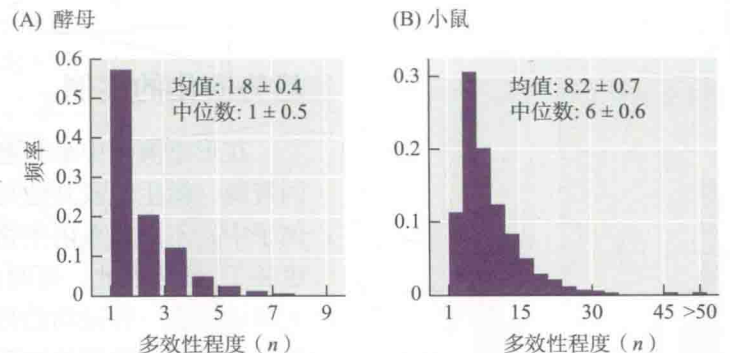 (A) 酵母
频率
0.6
0.5
0.4
0.3
0.2
0.1
0
均值: 1.8 ± 0.4
中位数: 1 ± 0.5
1 3 5 7 9
多效性程度（n）
(B) 小鼠
0.3
0.2
0.1
0
均值: 8.2 ± 0.7
中位数: 6 ± 0.6
1 15 30 45 >50
多效性程度（n）